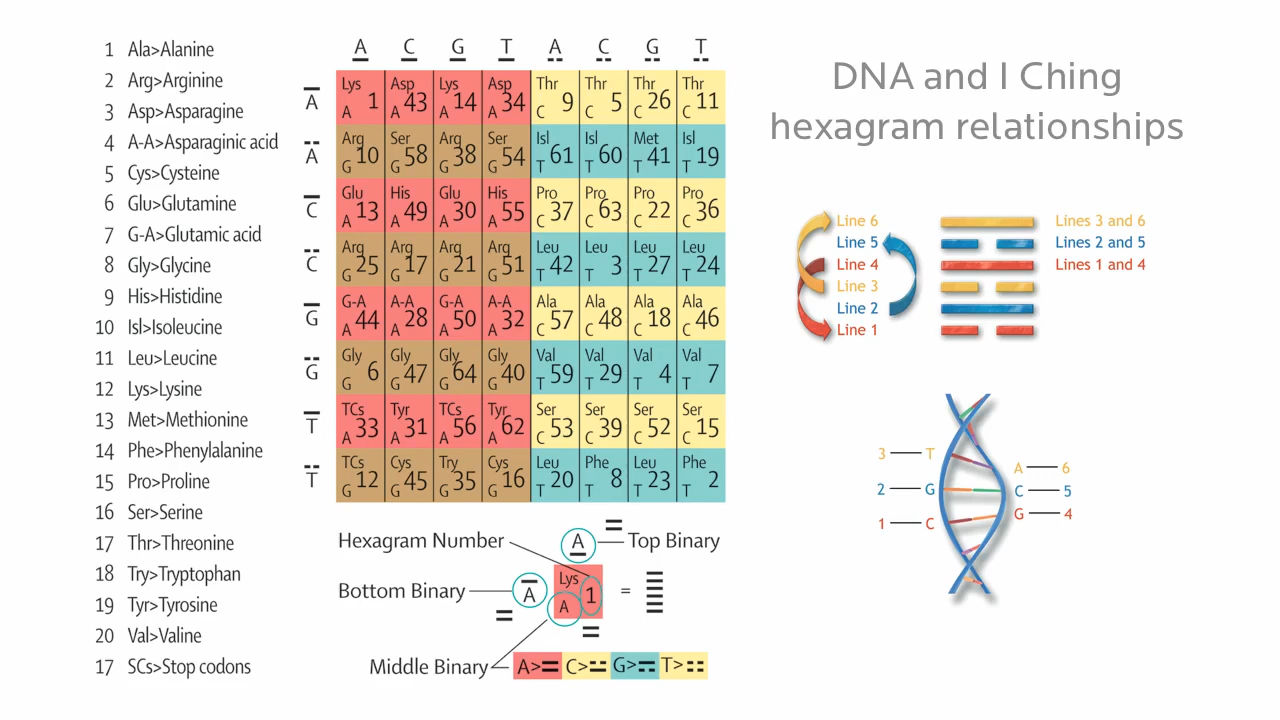 DNA and I Ching
hexagram relationships
1 Ala>Alanine
2 Arg>Arginine
3 Asp>Asparagine
4 A-A>Asparaginic acid
5 Cys>Cysteine
6 Glu>Glutamine
7 G-A>Glutamic acid
8 Gly>Glycine
9 His>Histidine
10 Isl>Isoleucine
11 Leu>Leucine
12 Lys>Lysine
13 Met>Methionine
14 Phe>Phenylalanine
15 Pro>Proline
16 Ser>Serine
17 Thr>Threonine
18 Try>Tryptophan
19 Tyr>Tyrosine
20 Val>Valine
17 SCs>Stop codons
A C G T A C G T
A
Lys Asp Lys Asp Thr Thr Thr Thr
A 1 A 43 A 14 A 34 C 9 C 5 C 26 C 11
A
Arg Ser Arg Ser Isl Isl Met Isl
G 10 G 58 G 38 G 54 T 61 T 60 T 41 T 19
C
Glu His Glu His Pro Pro Pro Pro
A 13 A 49 A 30 A 55 C 37 C 63 C 22 C 36
C
Arg Arg Arg Arg Leu Leu Leu Leu
G 25 G 17 G 21 G 51 T 42 T 3 T 27 T 24
G
G-A A-A G-A A-A Ala Ala Ala Ala
A 44 A 28 A 50 A 32 C 57 C 48 C 18 C 46
G
Gly Gly Gly Gly Val Val Val Val
G 6 G 47 G 64 G 40 T 59 T 29 T 4 T 7
T
TCs Tyr TCs Tyr Ser Ser Ser Ser
A 33 A 31 A 56 A 62 C 53 C 39 C 52 C 15
T
TCs Cys Try Cys Leu Phe Leu Phe
G 12 G 45 G 35 G 16 T 20 T 8 T 23 T 2
Hexagram Number
A
Top Binary
Bottom Binary
A
Lys
A 1
=
Middle Binary
A> C> G> T>
Line 6
Line 5
Line 4
Line 3
Line 2
Line 1
Lines 3 and 6
Lines 2 and 5
Lines 1 and 4
3 T
A 6
2 G
C 5
1 C
G 4